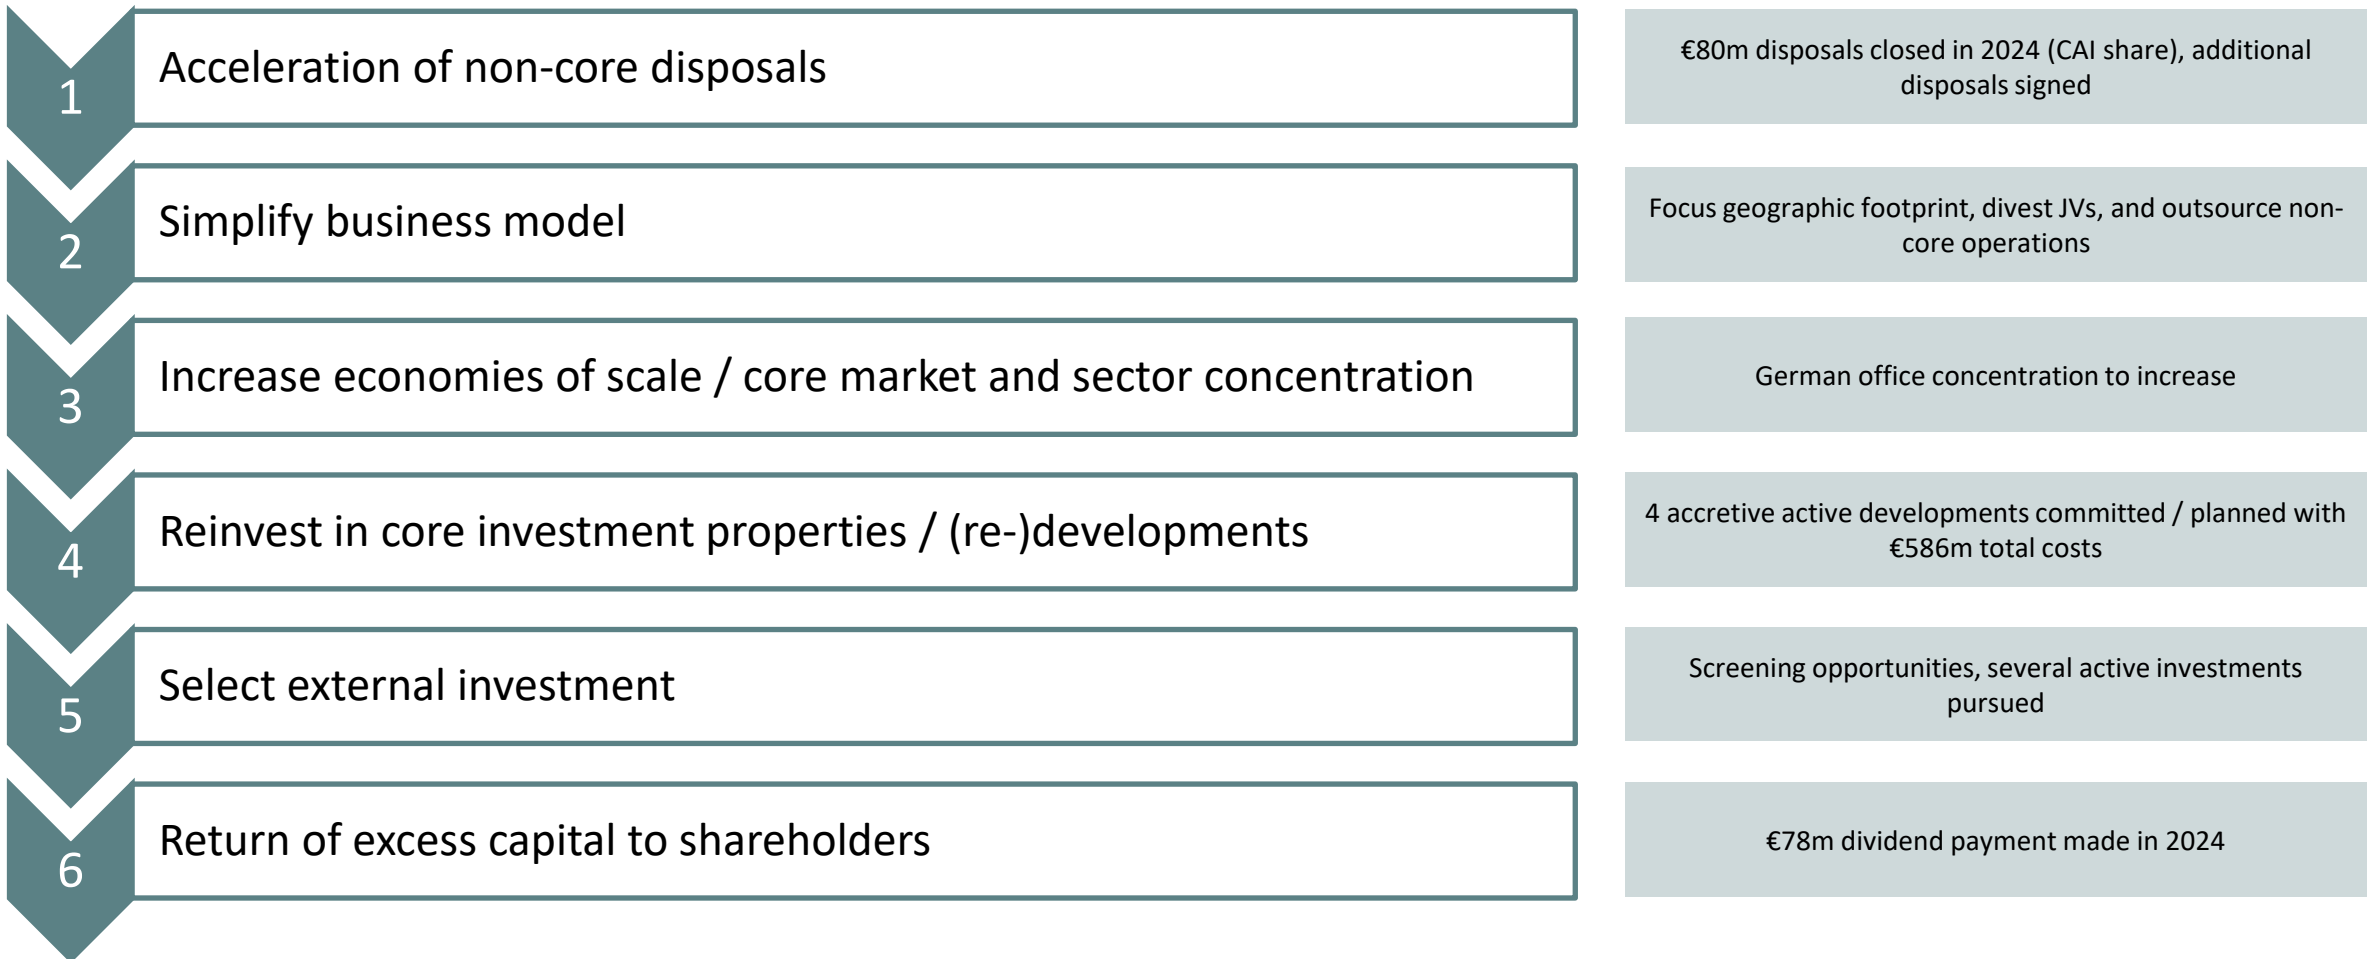 1
Acceleration of non-core disposals
€80m disposals closed in 2024 (CAI share), additional
disposals signed
2
Simplify business model
Focus geographic footprint, divest JVs, and outsource non-
core operations
3
Increase economies of scale / core market and sector concentration
German office concentration to increase
4
Reinvest in core investment properties / (re-)developments
4 accretive active developments committed / planned with
€586m total costs
5
Select external investment
Screening opportunities, several active investments
pursued
6
Return of excess capital to shareholders
€78m dividend payment made in 2024